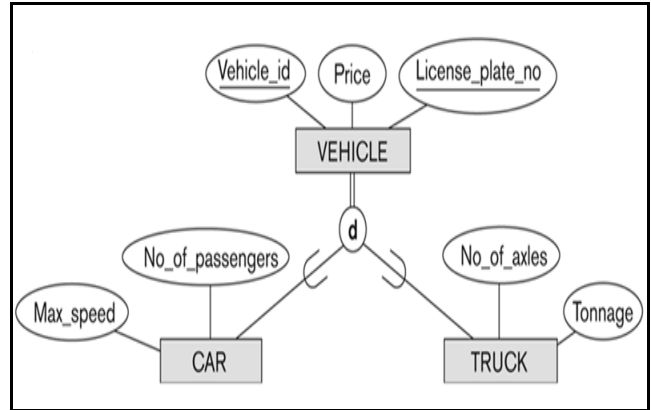 Vehicle_id
Price
License_plate_no
VEHICLE
d
No_of_passengers
No_of_axles
Max_speed
Tonnage
CAR
TRUCK